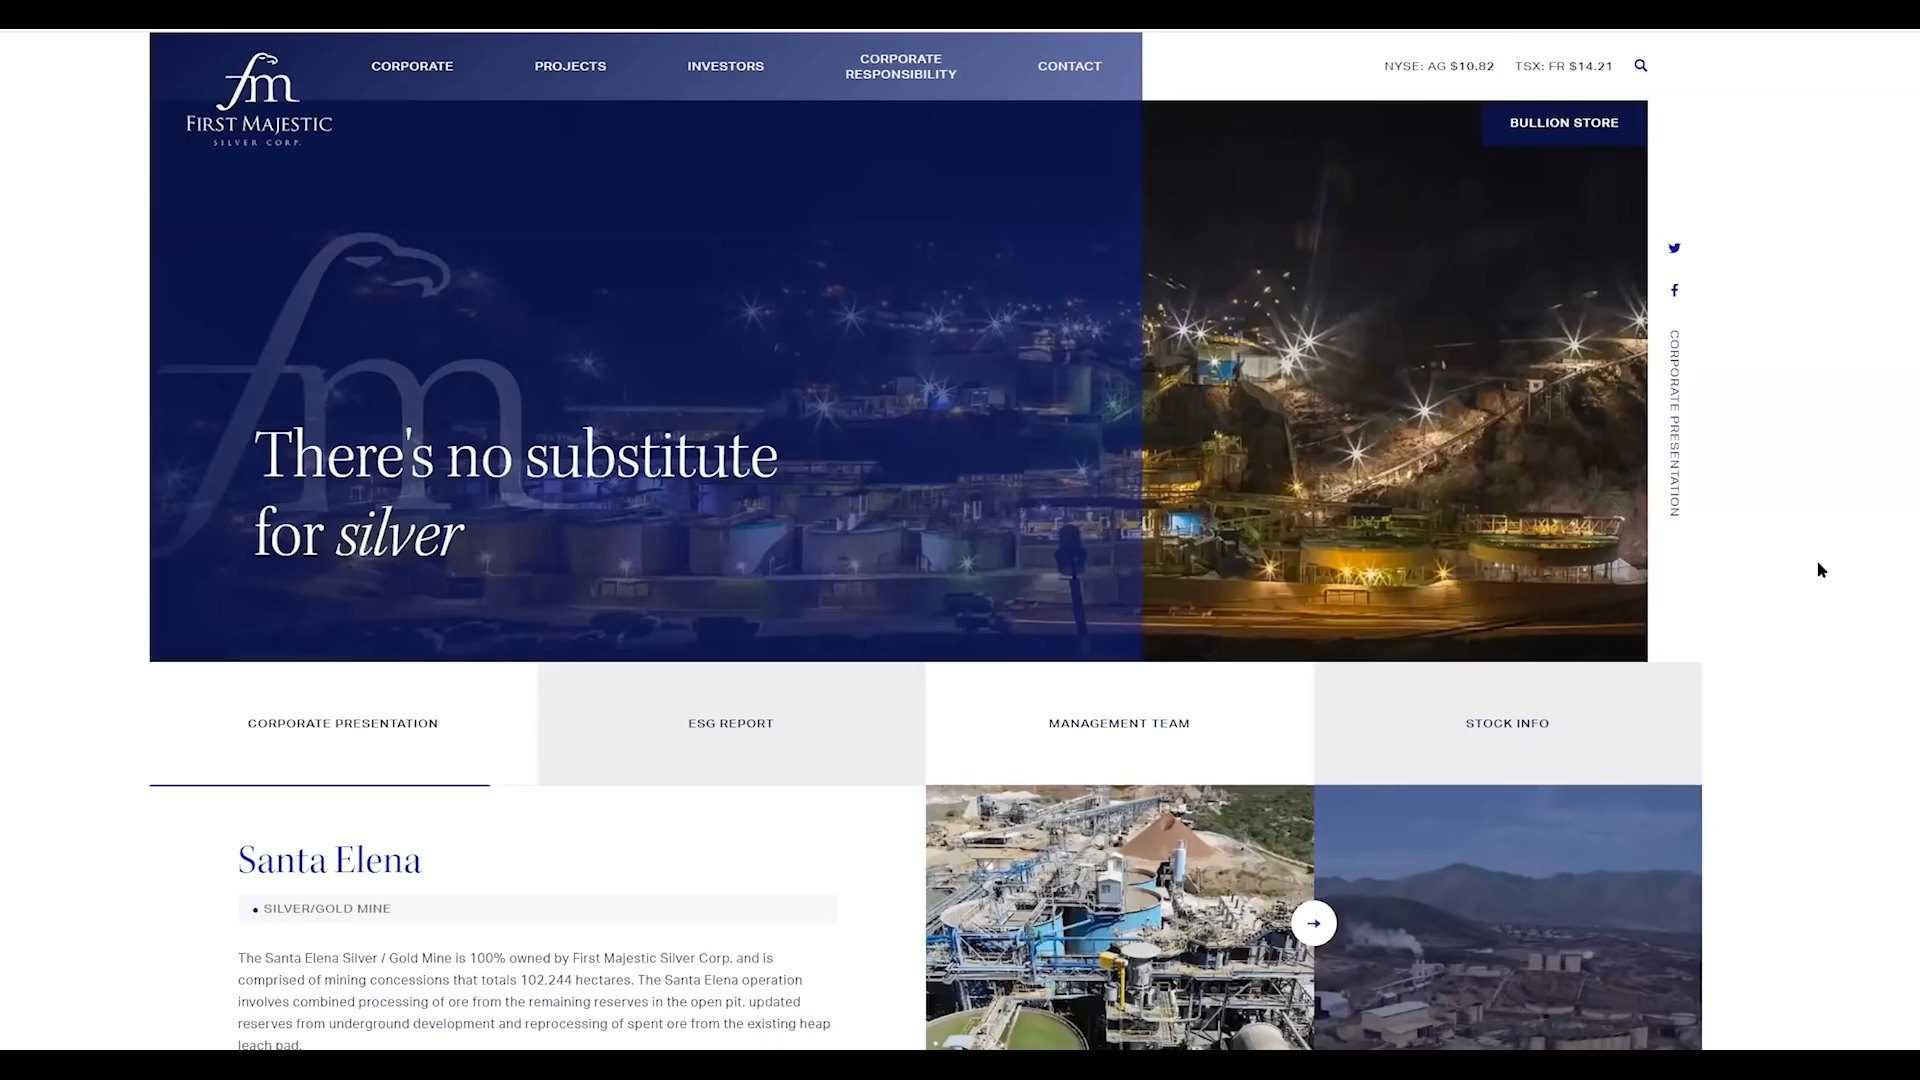 fm
FIRST MAJESTIC
SILVER CORP.
CORPORATE
PROJECTS
INVESTORS
CORPORATE
RESPONSIBILITY
CONTACT
NYSE: AG $10.82
TSX: FR $14.21
BULLION STORE
fm
There's no substitute
for silver
CORPORATE PRESENTATION
CORPORATE PRESENTATION
ESG REPORT
MANAGEMENT TEAM
STOCK INFO
Santa Elena
• SILVER/GOLD MINE
The Santa Elena Silver / Gold Mine is 100% owned by First Majestic Silver Corp. and is
comprised of mining concessions that totals 102,244 hectares. The Santa Elena operation
involves combined processing of ore from the remaining reserves in the open pit, updated
reserves from underground development and reprocessing of spent ore from the existing heap
leach pad.